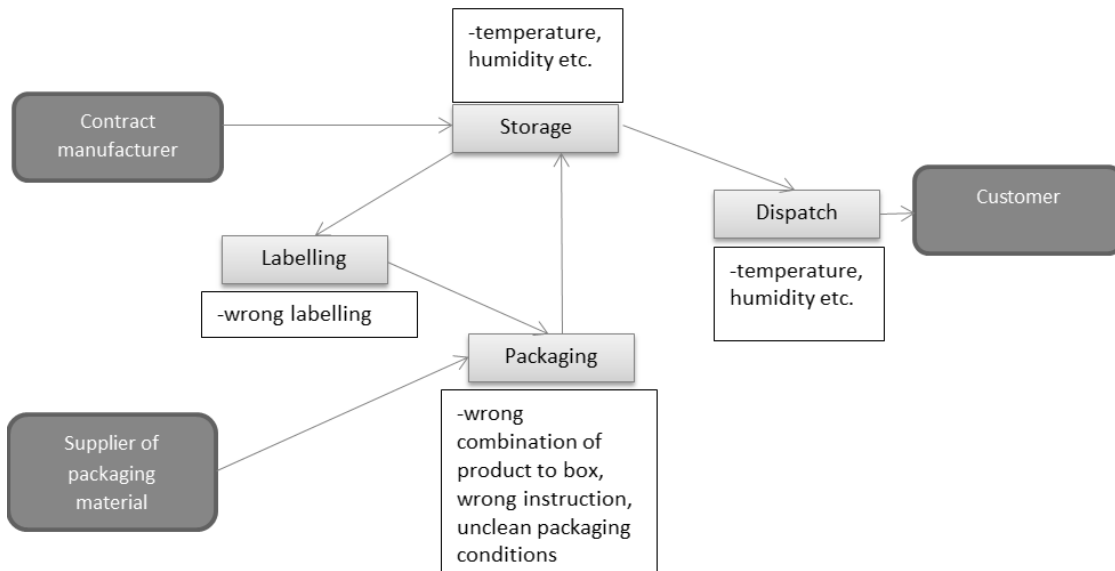 -temperature,
humidity etc.
Contract
manufacturer
Storage
Customer
Dispatch
-temperature,
humidity etc.
Labelling
-wrong labelling
Packaging
-wrong
combination of
product to box,
wrong instruction,
unclean packaging
conditions
Supplier of
packaging
material